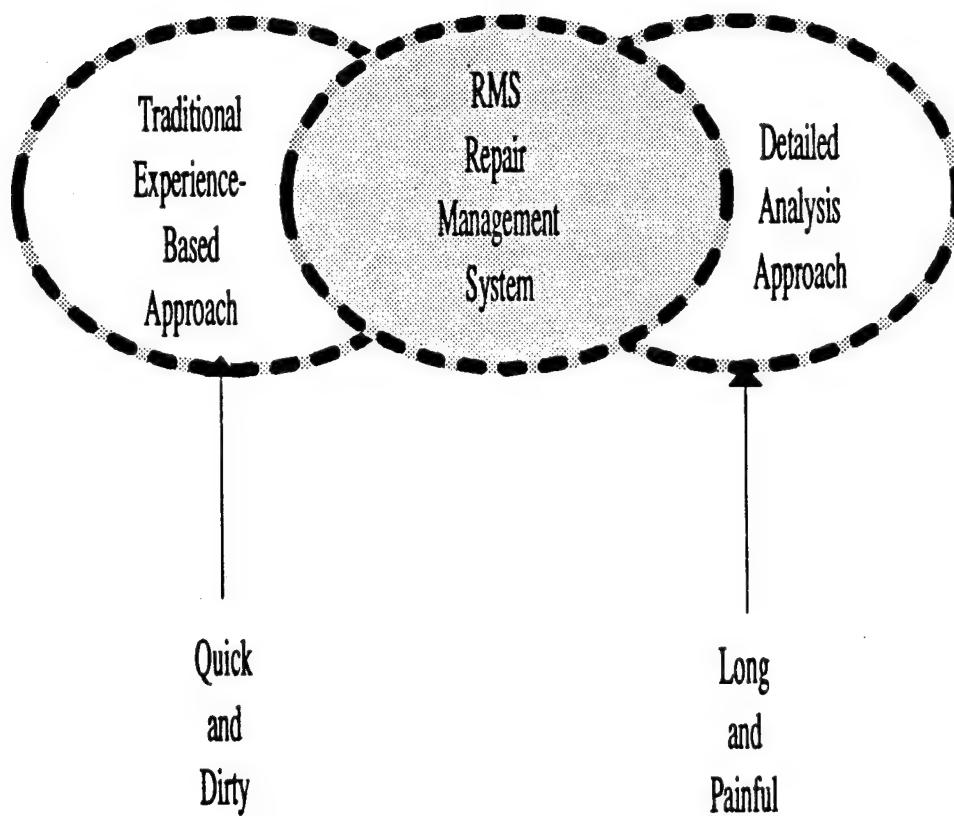 Traditional
Experience-
Based
Approach
RMS
Repair
Management
System
Detailed
Analysis
Approach
Quick
and
Dirty
Long
and
Painful